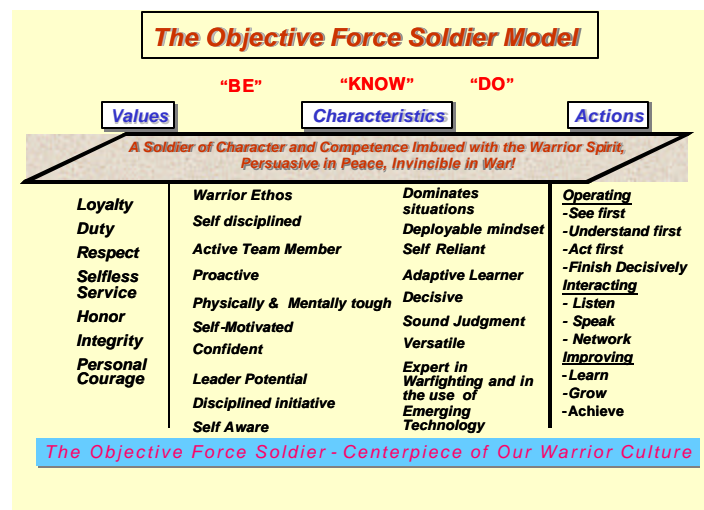 The Objective Force Soldier Model
“BE”
“KNOW”
“DO”
Values
Characteristics
Actions
A Soldier of Character and Competence Imbued with the Warrior Spirit,
Persuasive in Peace, Invincible in War!
Loyalty
Duty
Respect
Selfless
Service
Honor
Integrity
Personal
Courage
Warrior Ethos
Self disciplined
Active Team Member
Proactive
Physically & Mentally tough
Self-Motivated
Confident
Leader Potential
Disciplined initiative
Self Aware
Dominates
situations
Deployable mindset
Self Reliant
Adaptive Learner
Decisive
Sound Judgment
Versatile
Expert in
Warfighting and in
the use of
Emerging
Technology
Operating
-See first
-Understand first
-Act first
-Finish Decisively
Interacting
- Listen
- Speak
- Network
Improving
-Learn
-Grow
-Achieve
The Objective Force Soldier - Centerpiece of Our Warrior Culture